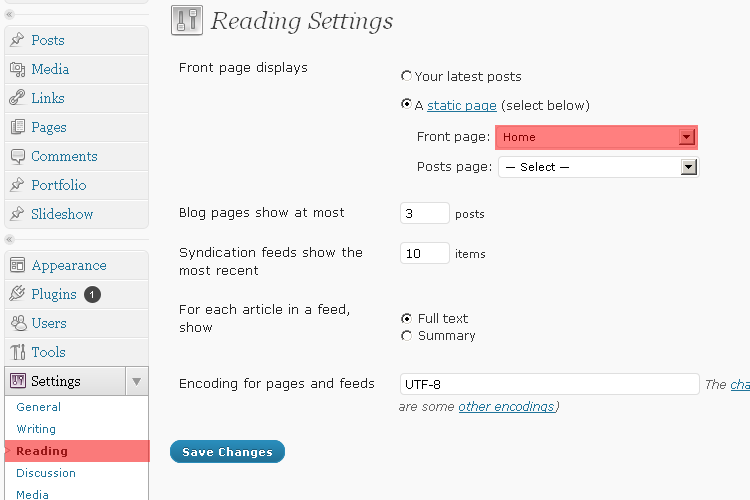 Posts
Media
Links
Pages
Comments
Portfolio
Slideshow
Appearance
Plugins 1
Users
Tools
Settings
General
Writing
Reading
Discussion
Media
Reading Settings
Front page displays
Your latest posts
A static page (select below)
Front page: Home
Posts page: — Select —
Blog pages show at most 3 posts
Syndication feeds show the 10 items
most recent
For each article in a feed,
show
Full text
Summary
Encoding for pages and feeds UTF-8 The cha
are some other encodings)
Save Changes